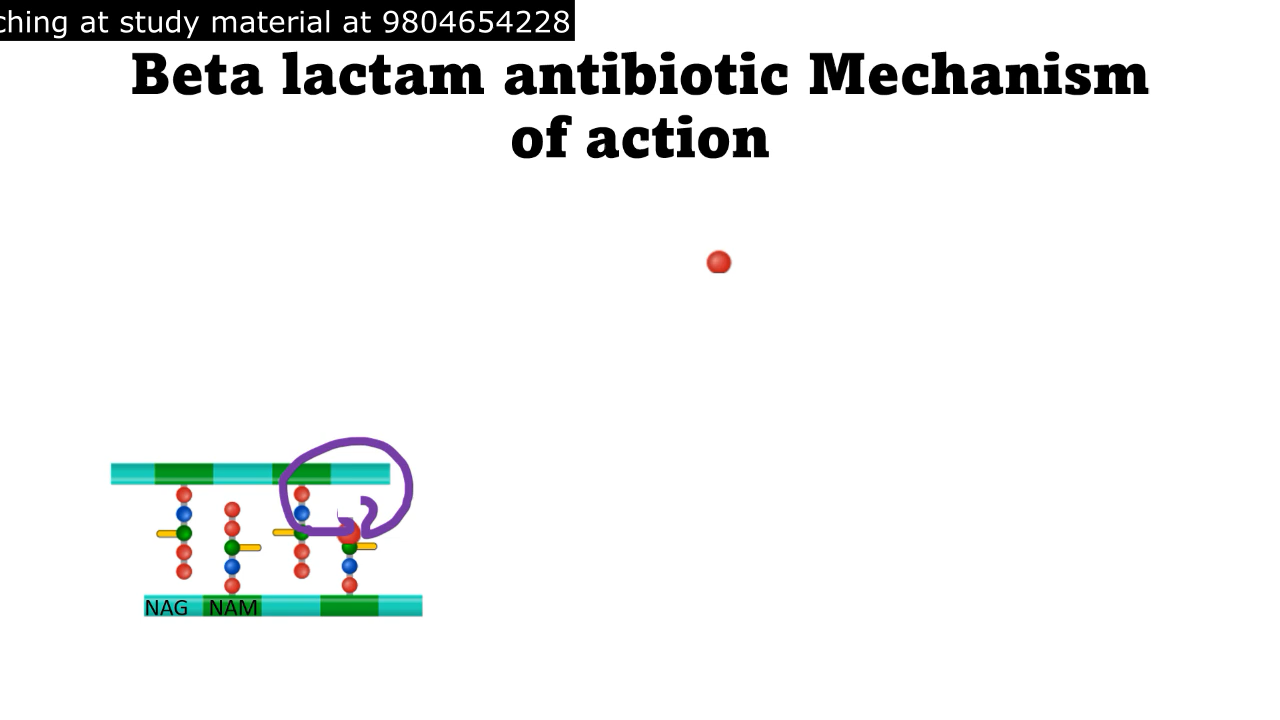 ching at study material at 9804654228
Beta lactam antibiotic Mechanism
of action
NAG NAM